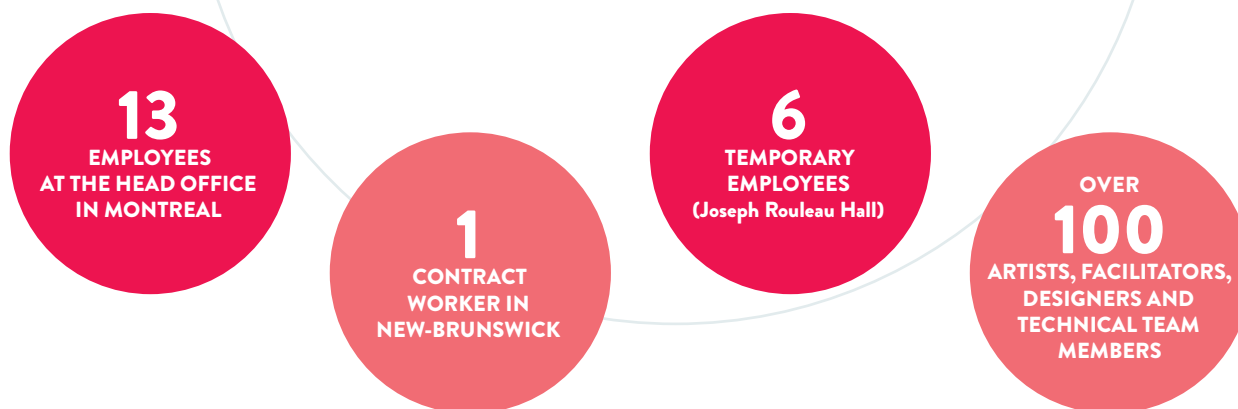 13
EMPLOYEES
AT THE HEAD OFFICE
IN MONTREAL
1
CONTRACT
WORKER IN
NEW-BRUNSWICK
6
TEMPORARY
EMPLOYEES
(Joseph Rouleau Hall)
OVER
100
ARTISTS, FACILITATORS,
DESIGNERS AND
TECHNICAL TEAM
MEMBERS